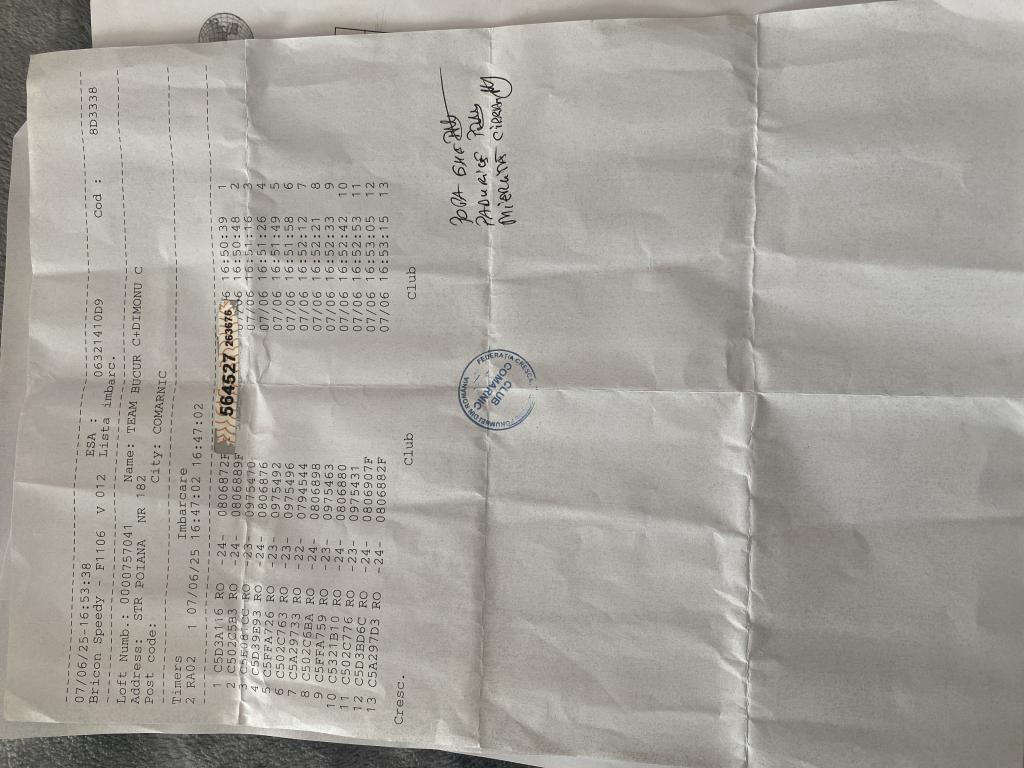 07/06/25-16:53:38
Bricon Speedy - F1106 V 012 ESA : 06321410D9 Cod : 8D3338
Lista imbarc.
Loft Numb.: 0000757041 Name: TEAM BUCUR C+DIMONU C
Address: STR POIANA NR 182
Post code: City: COMARNIC
Timers Imbarcare
2 RA02 1 07/06/25 16:47:02 16:47:02
564527 263676
1 C5D3A116 RO -24- 0806872F 16:50:39 1
2 C502C5B3 RO -24- 0806889F 07/06 16:50:48 2
3 C5E081CC RO -23- 0975470 07/06 16:51:16 3
4 C5D39E93 RO -24- 0806876 07/06 16:51:26 4
5 C5FFA726 RO -23- 0975492 07/06 16:51:49 5
6 C502C763 RO -23- 0975496 07/06 16:51:58 6
7 C5A29733 RO -22- 0794544 07/06 16:52:12 7
8 C502C6BA RO -24- 0806898 07/06 16:52:21 8
9 C5FFA759 RO -23- 0975463 07/06 16:52:33 9
10 C5321B10 RO -24- 0806880 07/06 16:52:42 10
11 C502C776 RO -23- 0975431 07/06 16:52:53 11
12 C5D3BD6C RO -24- 0806907F 07/06 16:53:05 12
13 C5A297D3 RO -24- 0806882F 07/06 16:53:15 13
Cresc. Club Club
CLUB
COMARNIC
PADURICE
MIERLUTA CIPRIAN